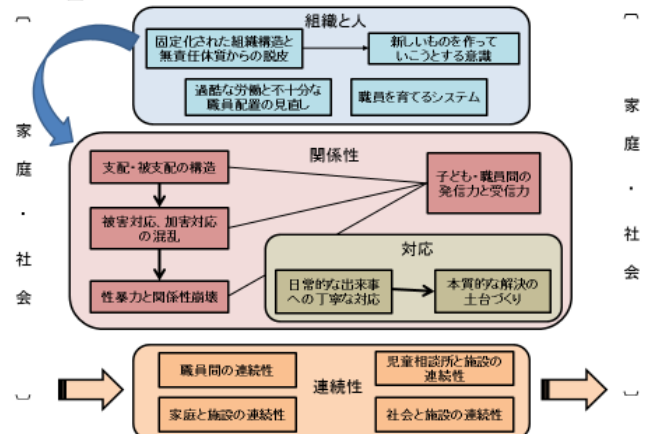 組織と人
固定化された組織構造と
無責任体質からの脱皮
新しいものを作って
いこうとする意識
過酷な労働と不十分な
職員配置の見直し
職員を育てるシステム
関係性
支配・被支配の構造
子ども・職員間の
発信力と受信力
被害対応、加害対応
の混乱
性暴力と関係性崩壊
対応
日常的な出来事
への丁寧な対応
本質的な解決の
土台づくり
連続性
職員間の連続性
児童相談所と施設の
連続性
家庭と施設の連続性
社会と施設の連続性
〔家庭・社会〕
〔家庭・社会〕